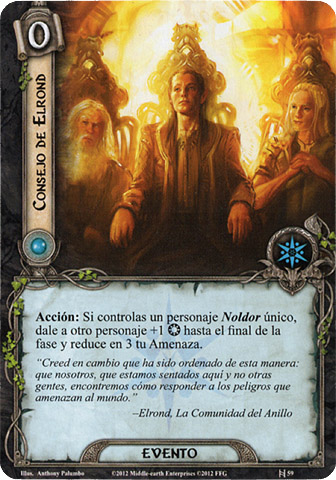 0
CONSEJO DE ELROND
Acción: Si controlas un personaje Noldor único,
dale a otro personaje +1 hasta el final de la
fase y reduce en 3 tu Amenaza.
“Creed en cambio que ha sido ordenado de esta manera:
que nosotros, que estamos sentados aquí y no otras
gentes, encontremos cómo responder a los peligros que
amenazan al mundo.”
–Elrond, La Comunidad del Anillo
EVENTO
Illus. Anthony Palumbo
©2012 Middle-earth Enterprises ©2012 FFG
59